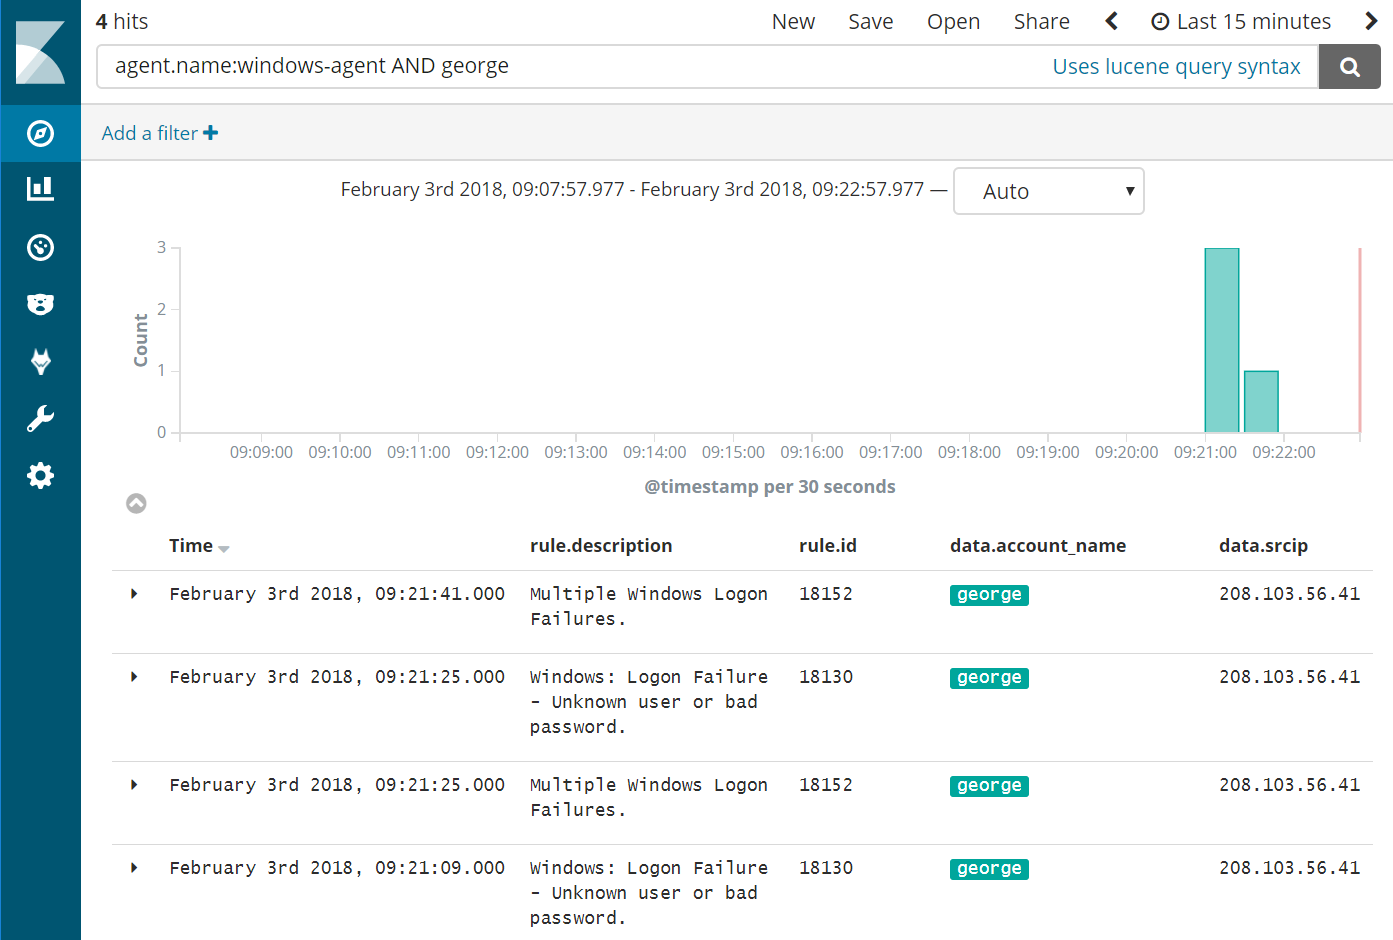 4 hits New Save Open Share Last 15 minutes
agent.name:windows-agent AND george Uses lucene query syntax
Add a filter
February 3rd 2018, 09:07:57.977 - February 3rd 2018, 09:22:57.977 — Auto
3
2
1
0
Count
09:09:00 09:10:00 09:11:00 09:12:00 09:13:00 09:14:00 09:15:00 09:16:00 09:17:00 09:18:00 09:19:00 09:20:00 09:21:00 09:22:00
@timestamp per 30 seconds
Time rule.description rule.id data.account_name data.srcip
February 3rd 2018, 09:21:41.000 Multiple Windows Logon 18152 george 208.103.56.41
Failures.
February 3rd 2018, 09:21:25.000 Windows: Logon Failure 18130 george 208.103.56.41
- Unknown user or bad
password.
February 3rd 2018, 09:21:25.000 Multiple Windows Logon 18152 george 208.103.56.41
Failures.
February 3rd 2018, 09:21:09.000 Windows: Logon Failure 18130 george 208.103.56.41
- Unknown user or bad
password.